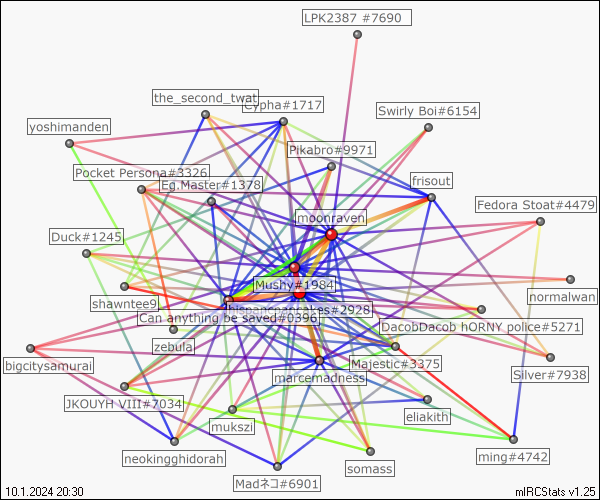 LPK2387 #7690
the_second_twat
Cypha#1717
Swirly Boi#6154
yoshimanden
Pikabro#9971
Pocket Persona#3326
Eg.Master#1378
frisout
Fedora Stoat#4479
moonraven
Duck#1245
Mushy#1984
normalwan
shawntee9
hispancpancakes#2928
Can anything be saved#0396
DacobDacob hORNY police#5271
zebula
bigcitysamurai
Majestic#3375
Silver#7938
marcemadness
JKOUYH VIII#7034
mukszi
eliakith
neokingghidorah
ming#4742
somass
Madネコ#6901
10.1.2024 20:30
mIRCStats v1.25